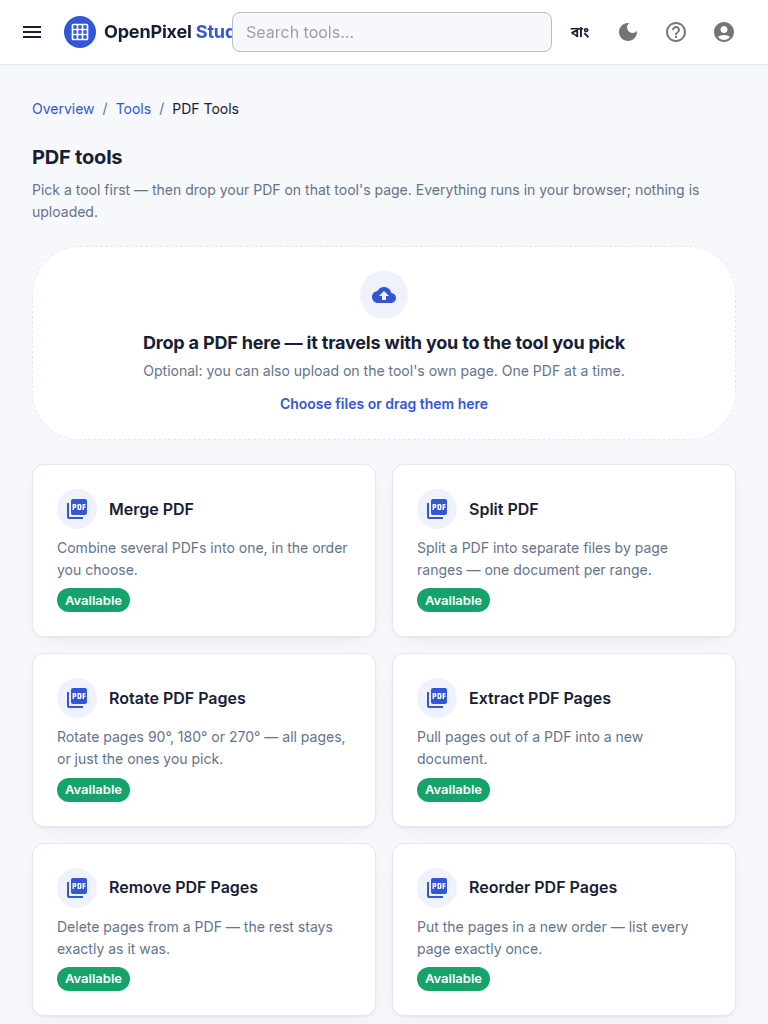 OpenPixel Stud
Search tools...
বাং
Overview / Tools / PDF Tools
PDF tools
Pick a tool first — then drop your PDF on that tool's page. Everything runs in your browser; nothing is
uploaded.
Drop a PDF here — it travels with you to the tool you pick
Optional: you can also upload on the tool's own page. One PDF at a time.
Choose files or drag them here
PDF
Merge PDF
Combine several PDFs into one, in the order
you choose.
Available
PDF
Split PDF
Split a PDF into separate files by page
ranges — one document per range.
Available
PDF
Rotate PDF Pages
Rotate pages 90°, 180° or 270° — all pages,
or just the ones you pick.
Available
PDF
Extract PDF Pages
Pull pages out of a PDF into a new
document.
Available
PDF
Remove PDF Pages
Delete pages from a PDF — the rest stays
exactly as it was.
Available
PDF
Reorder PDF Pages
Put the pages in a new order — list every
page exactly once.
Available